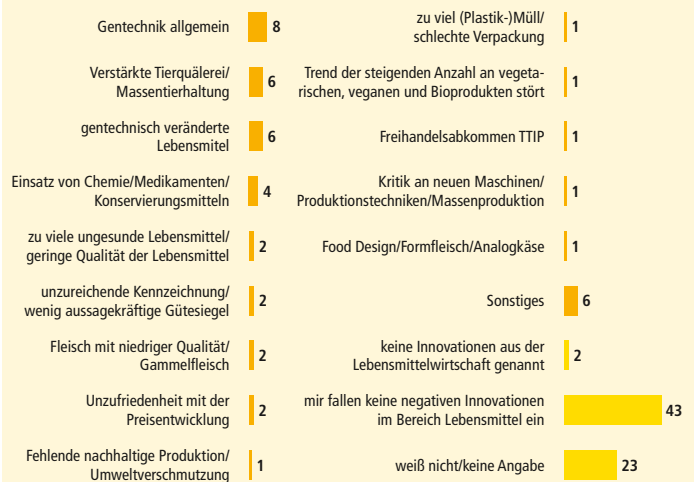 Gentechnik allgemein 8
Verstärkte Tierquälerei/
Massentierhaltung 6
gentechnisch veränderte
Lebensmitel 6
Einsatz von Chemie/Medikamenten/
Konservierungsmitteln 4
zu viele ungesunde Lebensmittel/
geringe Qualität der Lebensmittel 2
unzureichende Kennzeichnung/
wenig aussagekräftige Gütesiegel 2
Fleisch mit niedriger Qualität/
Gammelfleisch 2
Unzufriedenheit mit der
Preisentwicklung 2
Fehlende nachhaltige Produktion/
Umweltverschmutzung 1
zu viel (Plastik-)Müll/
schlechte Verpackung 1
Trend der steigenden Anzahl an vegeta-
rischen, veganen und Bioprodukten stört 1
Freihandelsabkommen TTIP 1
Kritik an neuen Maschinen/
Produktionstechniken/Massenproduktion 1
Food Design/Formfleisch/Analogkäse 1
Sonstiges 6
keine Innovationen aus der
Lebensmittelwirtschaft genannt 2
mir fallen keine negativen Innovationen
im Bereich Lebensmittel ein 43
weiß nicht/keine Angabe 23